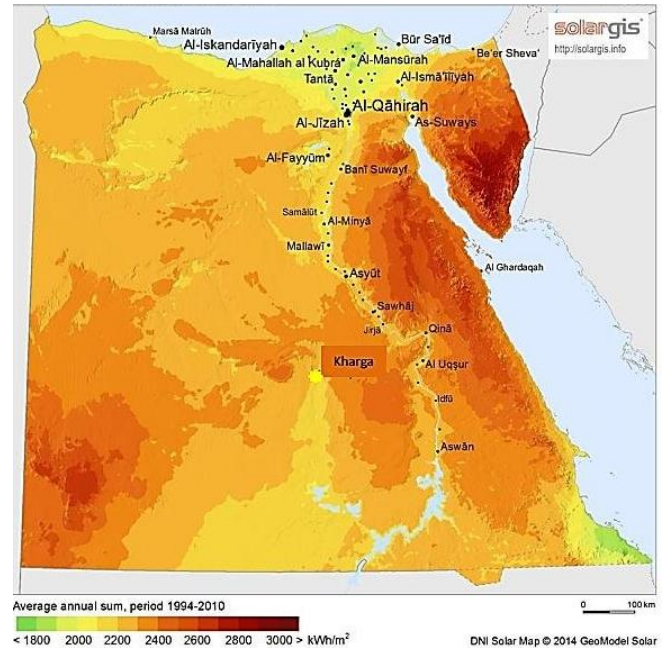 solargis
http://solargis.info
Marsá Matrūḥ
Al-Iskandarīyah
Būr Sa'īd
Be'er Sheva'
Al-Mahallah al Kubrá
Al-Mansūrah
Tantā
Al-Ismā'īlīyah
Al-Qāhirah
Al-Jīzah
As-Suways
Al-Fayyūm
Banī Suwayf
Samālūt
Al-Minyā
Mallawī
Al Ghardaqah
Asyūt
Sawhāj
Jirjā
Qinā
Kharga
Al Uqşur
Idfū
Aswān
Average annual sum, period 1994-2010
0 100 km
< 1800 2000 2200 2400 2600 2800 3000 > kWh/m²
DNI Solar Map © 2014 GeoModel Solar